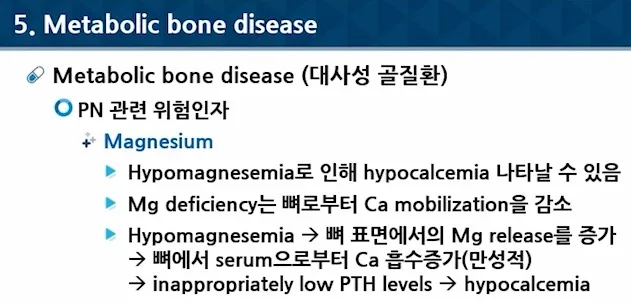 5. Metabolic bone disease
Metabolic bone disease (대사성 골질환)
PN 관련 위험인자
Magnesium
Hypomagnesemia로 인해 hypocalcemia 나타날 수 있음
Mg deficiency는 뼈로부터 Ca mobilization을 감소
Hypomagnesemia → 뼈 표면에서의 Mg release를 증가
→ 뼈에서 serum으로부터 Ca 흡수증가(만성적)
→ inappropriately low PTH levels → hypocalcemia